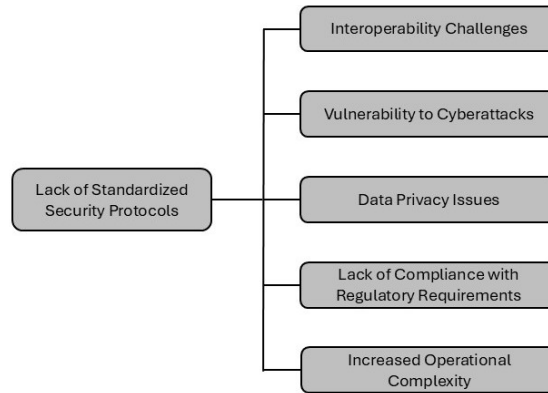 Interoperability Challenges
Vulnerability to Cyberattacks
Lack of Standardized
Security Protocols
Data Privacy Issues
Lack of Compliance with
Regulatory Requirements
Increased Operational
Complexity